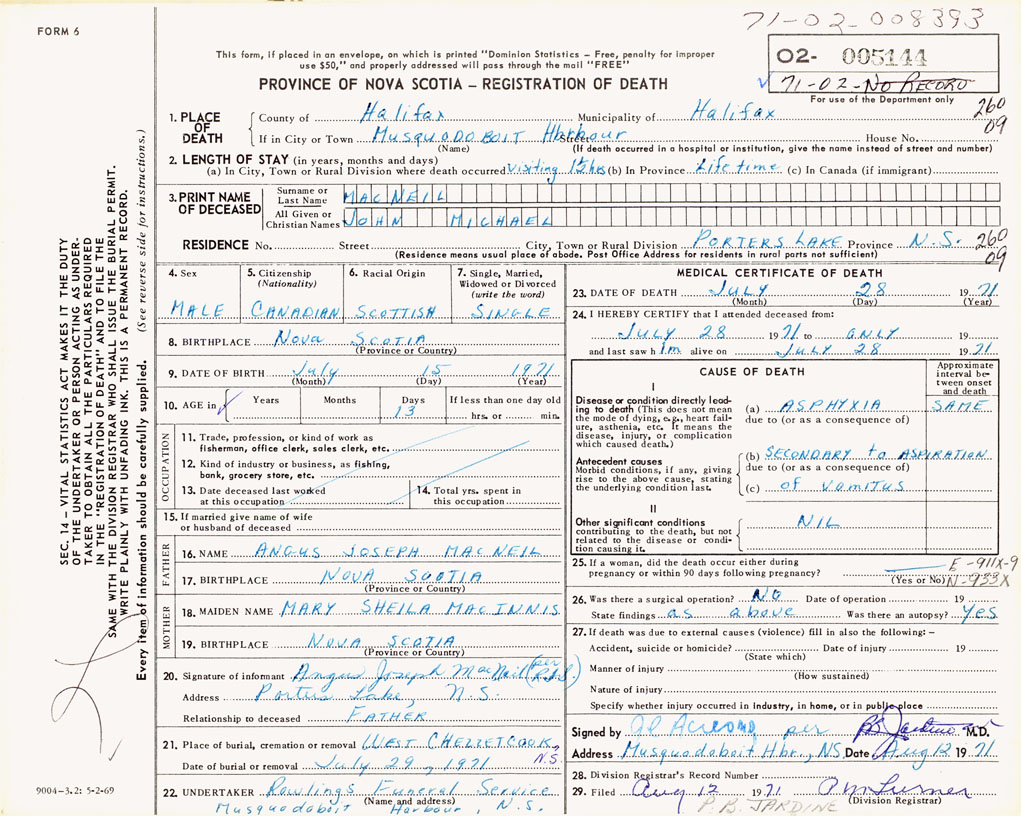 71-02-008393
FORM 6
This form, if placed in an envelope, on which is printed "Dominion Statistics – Free, penalty for improper
use $50," and properly addressed will pass through the mail "FREE"
02- 005144
71-02-NO RECORD
For use of the Department only
PROVINCE OF NOVA SCOTIA – REGISTRATION OF DEATH
260
09
1. PLACE OF DEATH
County of Halifax Municipality of Halifax
If in City or Town Musquodoboit Harbour Street House No.
(Name) (If death occurred in a hospital or institution, give the name instead of street and number)
2. LENGTH OF STAY (in years, months and days)
(a) In City, Town or Rural Division where death occurred visiting (b) In Province Life time (c) In Canada (if immigrant)
3. PRINT NAME OF DECEASED
Surname or Last Name MAC NEIL
All Given or Christian Names JOHN MICHAEL
RESIDENCE No. Street City, Town or Rural Division PORTERS LAKE Province N.S. 260
09
(Residence means usual place of abode. Post Office Address for residents in rural parts not sufficient)
4. Sex
MALE
5. Citizenship
(Nationality)
CANADIAN
6. Racial Origin
SCOTTISH
7. Single, Married,
Widowed or Divorced
(write the word)
SINGLE
8. BIRTHPLACE Nova Scotia
(Province or Country)
9. DATE OF BIRTH July 15 1971
(Month) (Day) (Year)
10. AGE in Years Months Days If less than one day old
13 hrs. or min.
OCCUPATION
11. Trade, profession, or kind of work as
fisherman, office clerk, sales clerk, etc.
12. Kind of industry or business, as fishing,
bank, grocery store, etc.
13. Date deceased last worked
at this occupation
14. Total yrs. spent in
this occupation
15. If married give name of wife
or husband of deceased
FATHER
16. NAME ANGUS JOSEPH MAC NEIL
17. BIRTHPLACE NOVA SCOTIA
(Province or Country)
MOTHER
18. MAIDEN NAME MARY SHEILA MAC INNIS
19. BIRTHPLACE NOVA SCOTIA
(Province or Country)
20. Signature of informant Angus Joseph MacNeil (per
Address Porters Lake, N.S.
Relationship to deceased FATHER
21. Place of burial, cremation or removal WEST CHEZZETCOOK, N.S.
Date of burial or removal July 29, 1971
22. UNDERTAKER Rawlings Funeral Service
(Name and address)
Musquodoboit Harbour, N.S.
MEDICAL CERTIFICATE OF DEATH
23. DATE OF DEATH JULY 28 1971
(Month) (Day) (Year)
24. I HEREBY CERTIFY that I attended deceased from:
JULY 28 1971 to ONLY 19
and last saw him alive on JULY 28 1971
CAUSE OF DEATH
Approximate
interval be-
tween onset
and death
I
Disease or condition directly lead-
ing to death (This does not mean
the mode of dying, e.g., heart fail-
ure, asthenia, etc. It means the
disease, injury, or complication
which caused death.)
(a) ASPHYXIA SAME
due to (or as a consequence of)
Antecedent causes
Morbid conditions, if any, giving
rise to the above cause, stating
the underlying condition last.
(b) SECONDARY to ASPIRATION
due to (or as a consequence of)
(c) of VOMITUS
II
Other significant conditions
contributing to the death, but not
related to the disease or condi-
tion causing it.
NIL
25. If a woman, did the death occur either during
pregnancy or within 90 days following pregnancy?
(Yes or No)
E-911X-9
N-933X
26. Was there a surgical operation? NO Date of operation 19
State findings as above Was there an autopsy? Yes
27. If death was due to external causes (violence) fill in also the following: –
Accident, suicide or homicide? Date of injury 19
(State which)
Manner of injury
(How sustained)
Nature of injury
Specify whether injury occurred in industry, in home, or in public place
Signed by per M.D.
Address Musquodoboit Hbr., NS. Date Aug 12 1971
28. Division Registrar's Record Number
29. Filed Aug 12 1971
(Division Registrar)
P.B. JARDINE
SEC. 14 – VITAL STATISTICS ACT MAKES IT THE DUTY
OF THE UNDERTAKER OR PERSON ACTING AS UNDER-
TAKER TO OBTAIN ALL THE PARTICULARS REQUIRED
IN THE "REGISTRATION OF DEATH" AND TO FILE THE
SAME WITH THE DIVISION REGISTRAR WHO SHALL ISSUE THE BURIAL PERMIT.
WRITE PLAINLY WITH UNFADING INK. THIS IS A PERMANENT RECORD.
Every item of information should be carefully supplied. (See reverse side for instructions.)
9004-3.2: 5-2-69